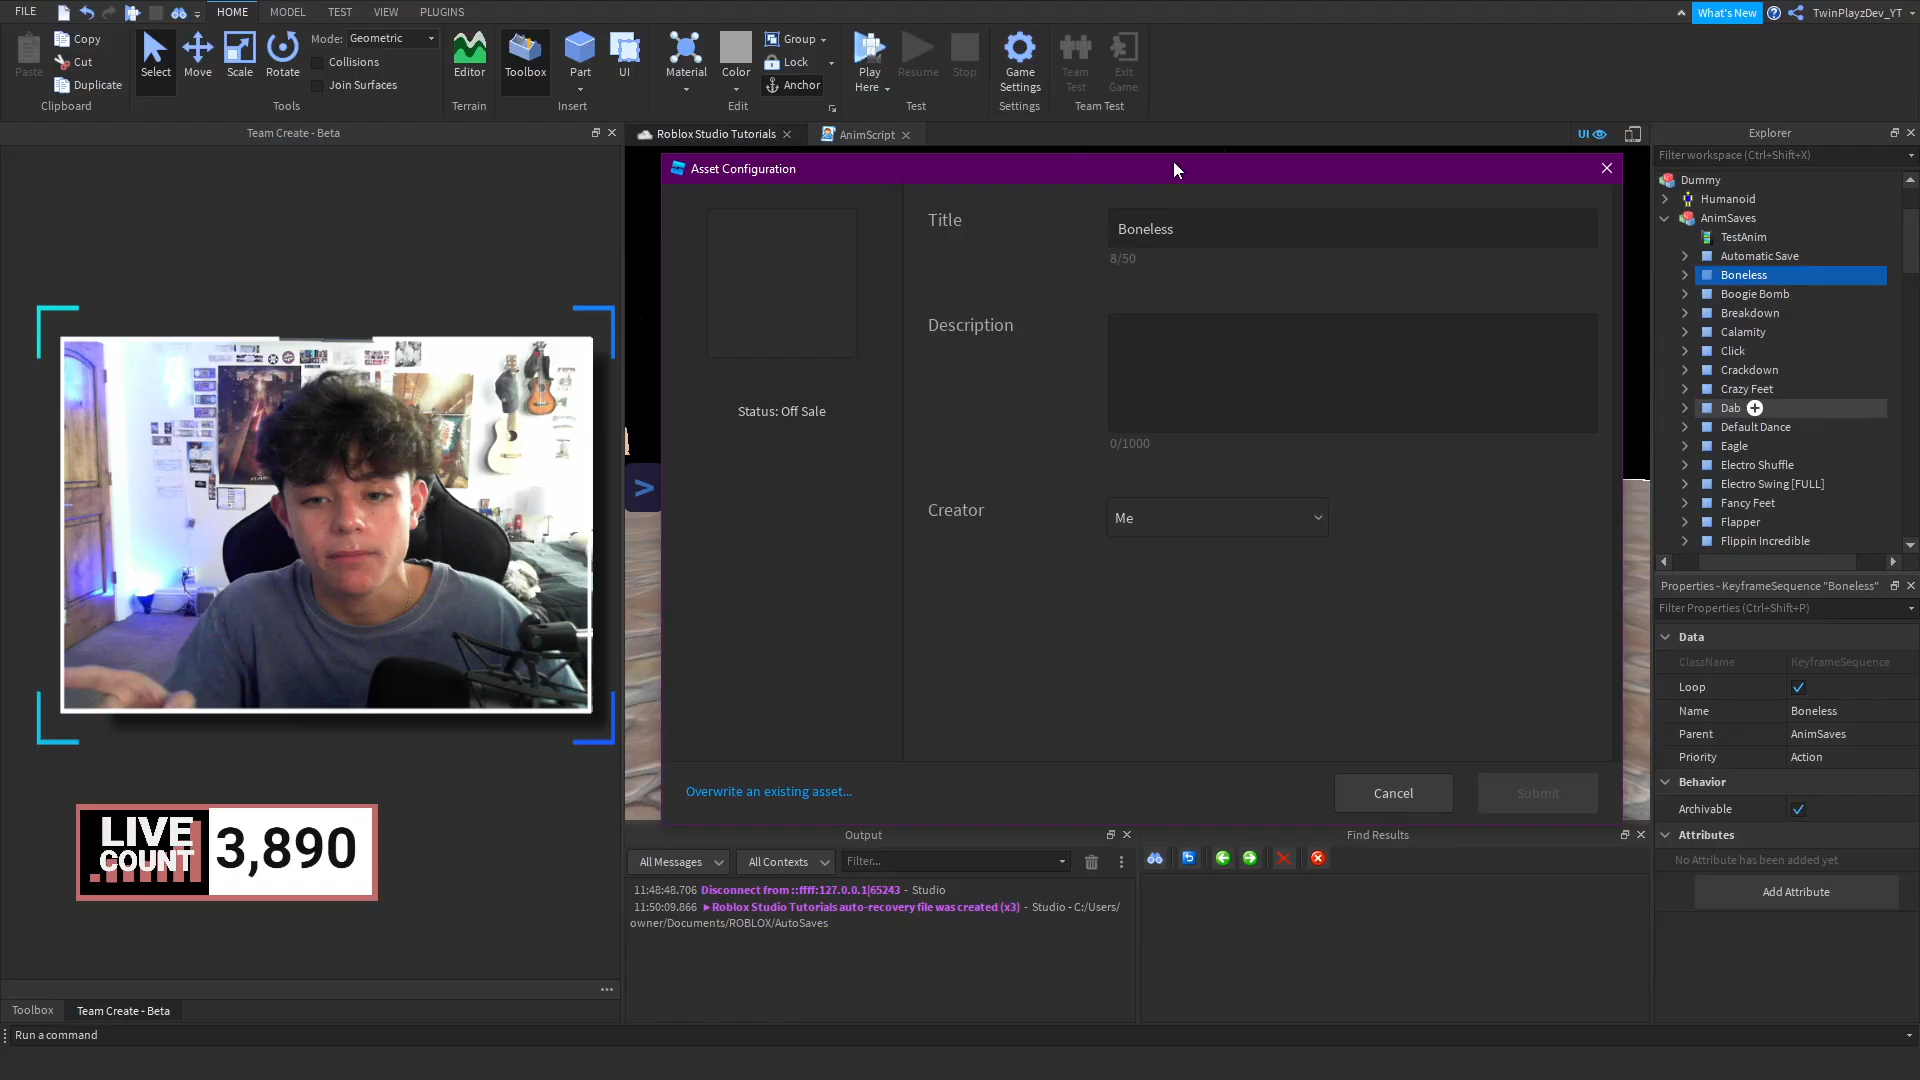 FILE
HOME
MODEL
TEST
VIEW
PLUGINS
What's New
TwinPlayzDev_YT
Paste
Copy
Cut
Duplicate
Clipboard
Select
Move
Scale
Rotate
Mode: Geometric
Collisions
Join Surfaces
Tools
Editor
Terrain
Toolbox
Part
UI
Insert
Material
Color
Group
Lock
Anchor
Edit
Play
Here
Resume
Stop
Test
Game
Settings
Settings
Team
Test
Exit
Game
Team Test
Team Create - Beta
Roblox Studio Tutorials
AnimScript
UI
Explorer
Filter workspace (Ctrl+Shift+X)
Dummy
Humanoid
AnimSaves
TestAnim
Automatic Save
Boneless
Boogie Bomb
Breakdown
Calamity
Click
Crackdown
Crazy Feet
Dab
Default Dance
Eagle
Electro Shuffle
Electro Swing [FULL]
Fancy Feet
Flapper
Flippin Incredible
Asset Configuration
Title
Boneless
8/50
Description
0/1000
Status: Off Sale
Creator
Me
Overwrite an existing asset...
Cancel
Submit
Properties - KeyframeSequence "Boneless"
Filter Properties (Ctrl+Shift+P)
Data
ClassName KeyframeSequence
Loop
Name Boneless
Parent AnimSaves
Priority Action
Behavior
Archivable
Attributes
No Attribute has been added yet
Add Attribute
LIVE
COUNT
3,890
Output
All Messages
All Contexts
Filter...
11:48:48.706 Disconnect from ::ffff:127.0.0.1|65243 - Studio
11:50:09.866 ►Roblox Studio Tutorials auto-recovery file was created (x3) - Studio - C:/Users/
owner/Documents/ROBLOX/AutoSaves
Find Results
Toolbox
Team Create - Beta
Run a command